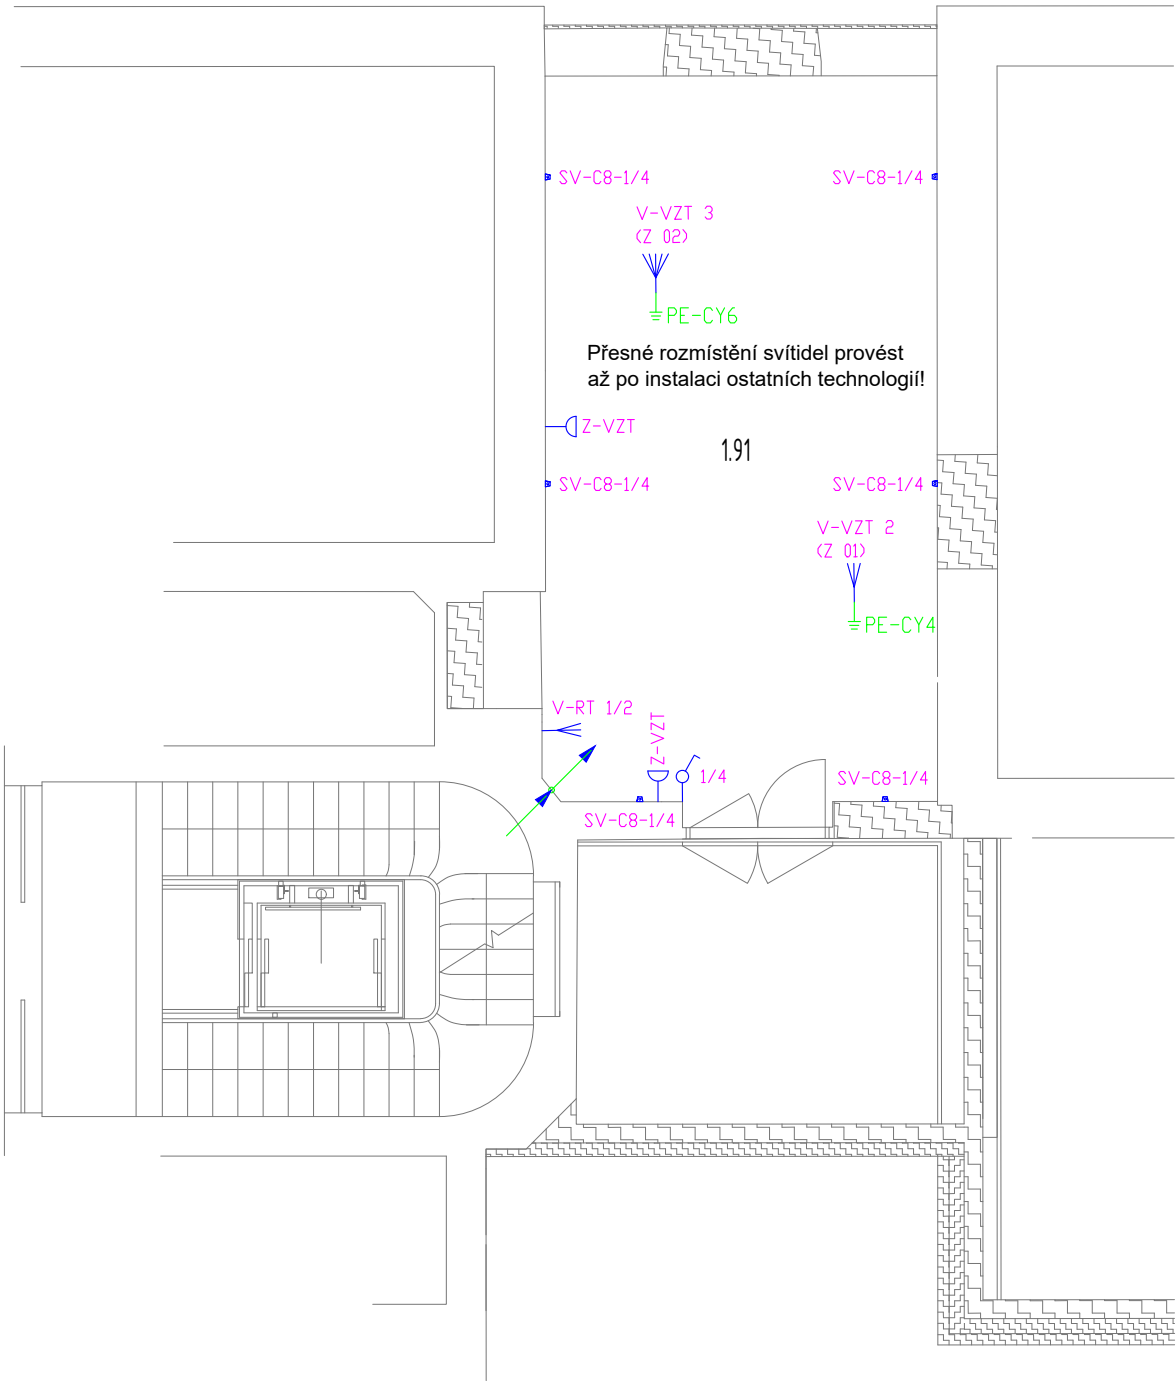 SV-C8-1/4
SV-C8-1/4
V-VZT 3
(Z 02)
PE-CY6
Přesné rozmístění svítidel provést
až po instalaci ostatních technologií!
Z-VZT
1.91
SV-C8-1/4
SV-C8-1/4
V-VZT 2
(Z 01)
PE-CY4
V-RT 1/2
Z-VZT
1/4
SV-C8-1/4
SV-C8-1/4